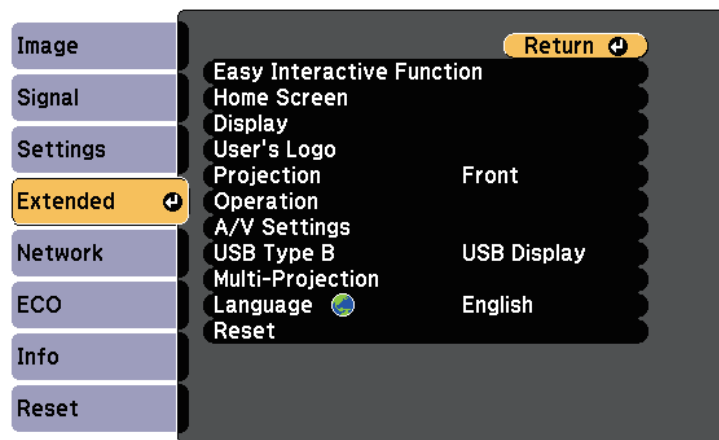 Image
Signal
Settings
Extended
Network
ECO
Info
Reset
Return
Easy Interactive Function
Home Screen
Display
User's Logo
Projection Front
Operation
A/V Settings
USB Type B USB Display
Multi-Projection
Language English
Reset